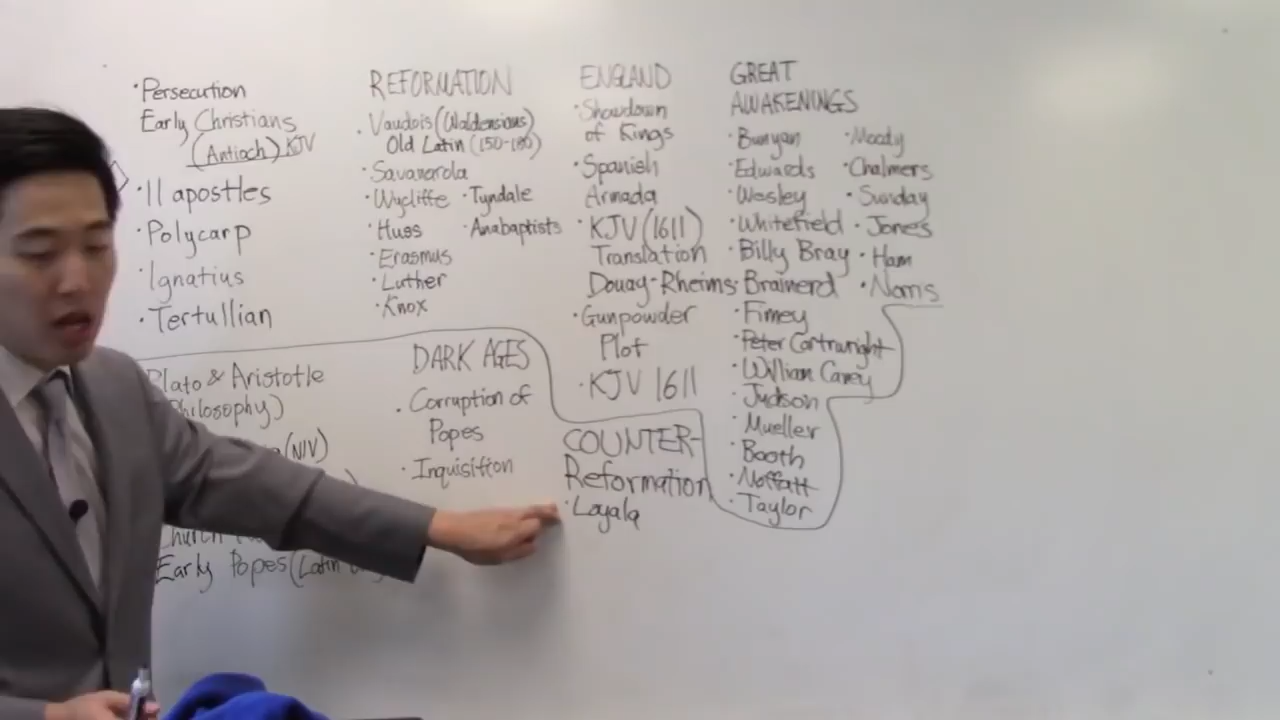 · Persecution
Early Christians
(Antioch) KJV
· 11 apostles
· Polycarp
· Ignatius
· Tertullian
REFORMATION
· Vaudois (Waldensians)
Old Latin (150-180)
· Savanarola
· Wycliffe · Tyndale
· Huss · Anabaptists
· Erasmus
· Luther
· Knox
ENGLAND
· Showdown
of Kings
· Spanish
Armada
· KJV (1611)
Translation
Douay-Rheims
· Gunpowder
Plot
· KJV 1611
GREAT
AWAKENINGS
· Bunyan · Moody
· Edwards · Chalmers
· Wesley · Sunday
· Whitefield · Jones
· Billy Bray · Ham
· Brainerd · Norris
· Finney
· Peter Cartwright
· William Carey
· Judson
· Mueller
· Booth
· Moffatt
· Taylor
Plato & Aristotle
Philosophy)
(NIV)
Church
Early Popes (Latin
DARK AGES
· Corruption of
Popes
· Inquisition
COUNTER-
Reformation
· Loyala